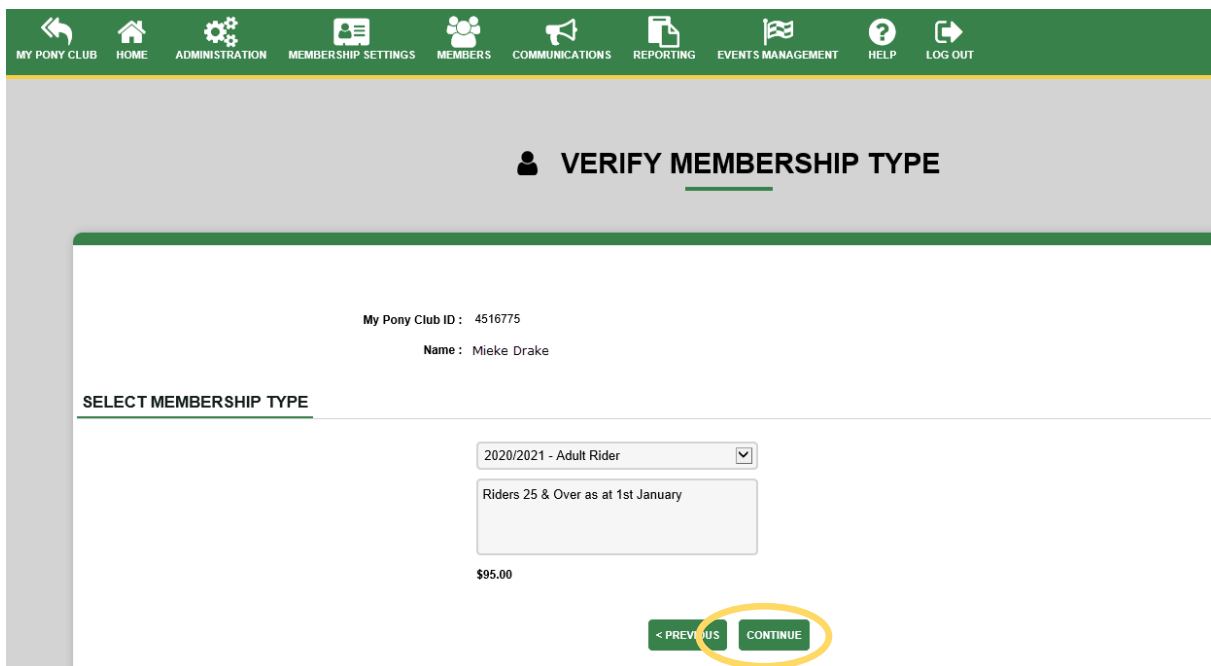 MY PONY CLUB HOME ADMINISTRATION MEMBERSHIP SETTINGS MEMBERS COMMUNICATIONS REPORTING EVENTS MANAGEMENT HELP LOG OUT
VERIFY MEMBERSHIP TYPE
My Pony Club ID : 4516775
Name : Mieke Drake
SELECT MEMBERSHIP TYPE
2020/2021 - Adult Rider
Riders 25 & Over as at 1st January
$95.00
< PREVIOUS CONTINUE